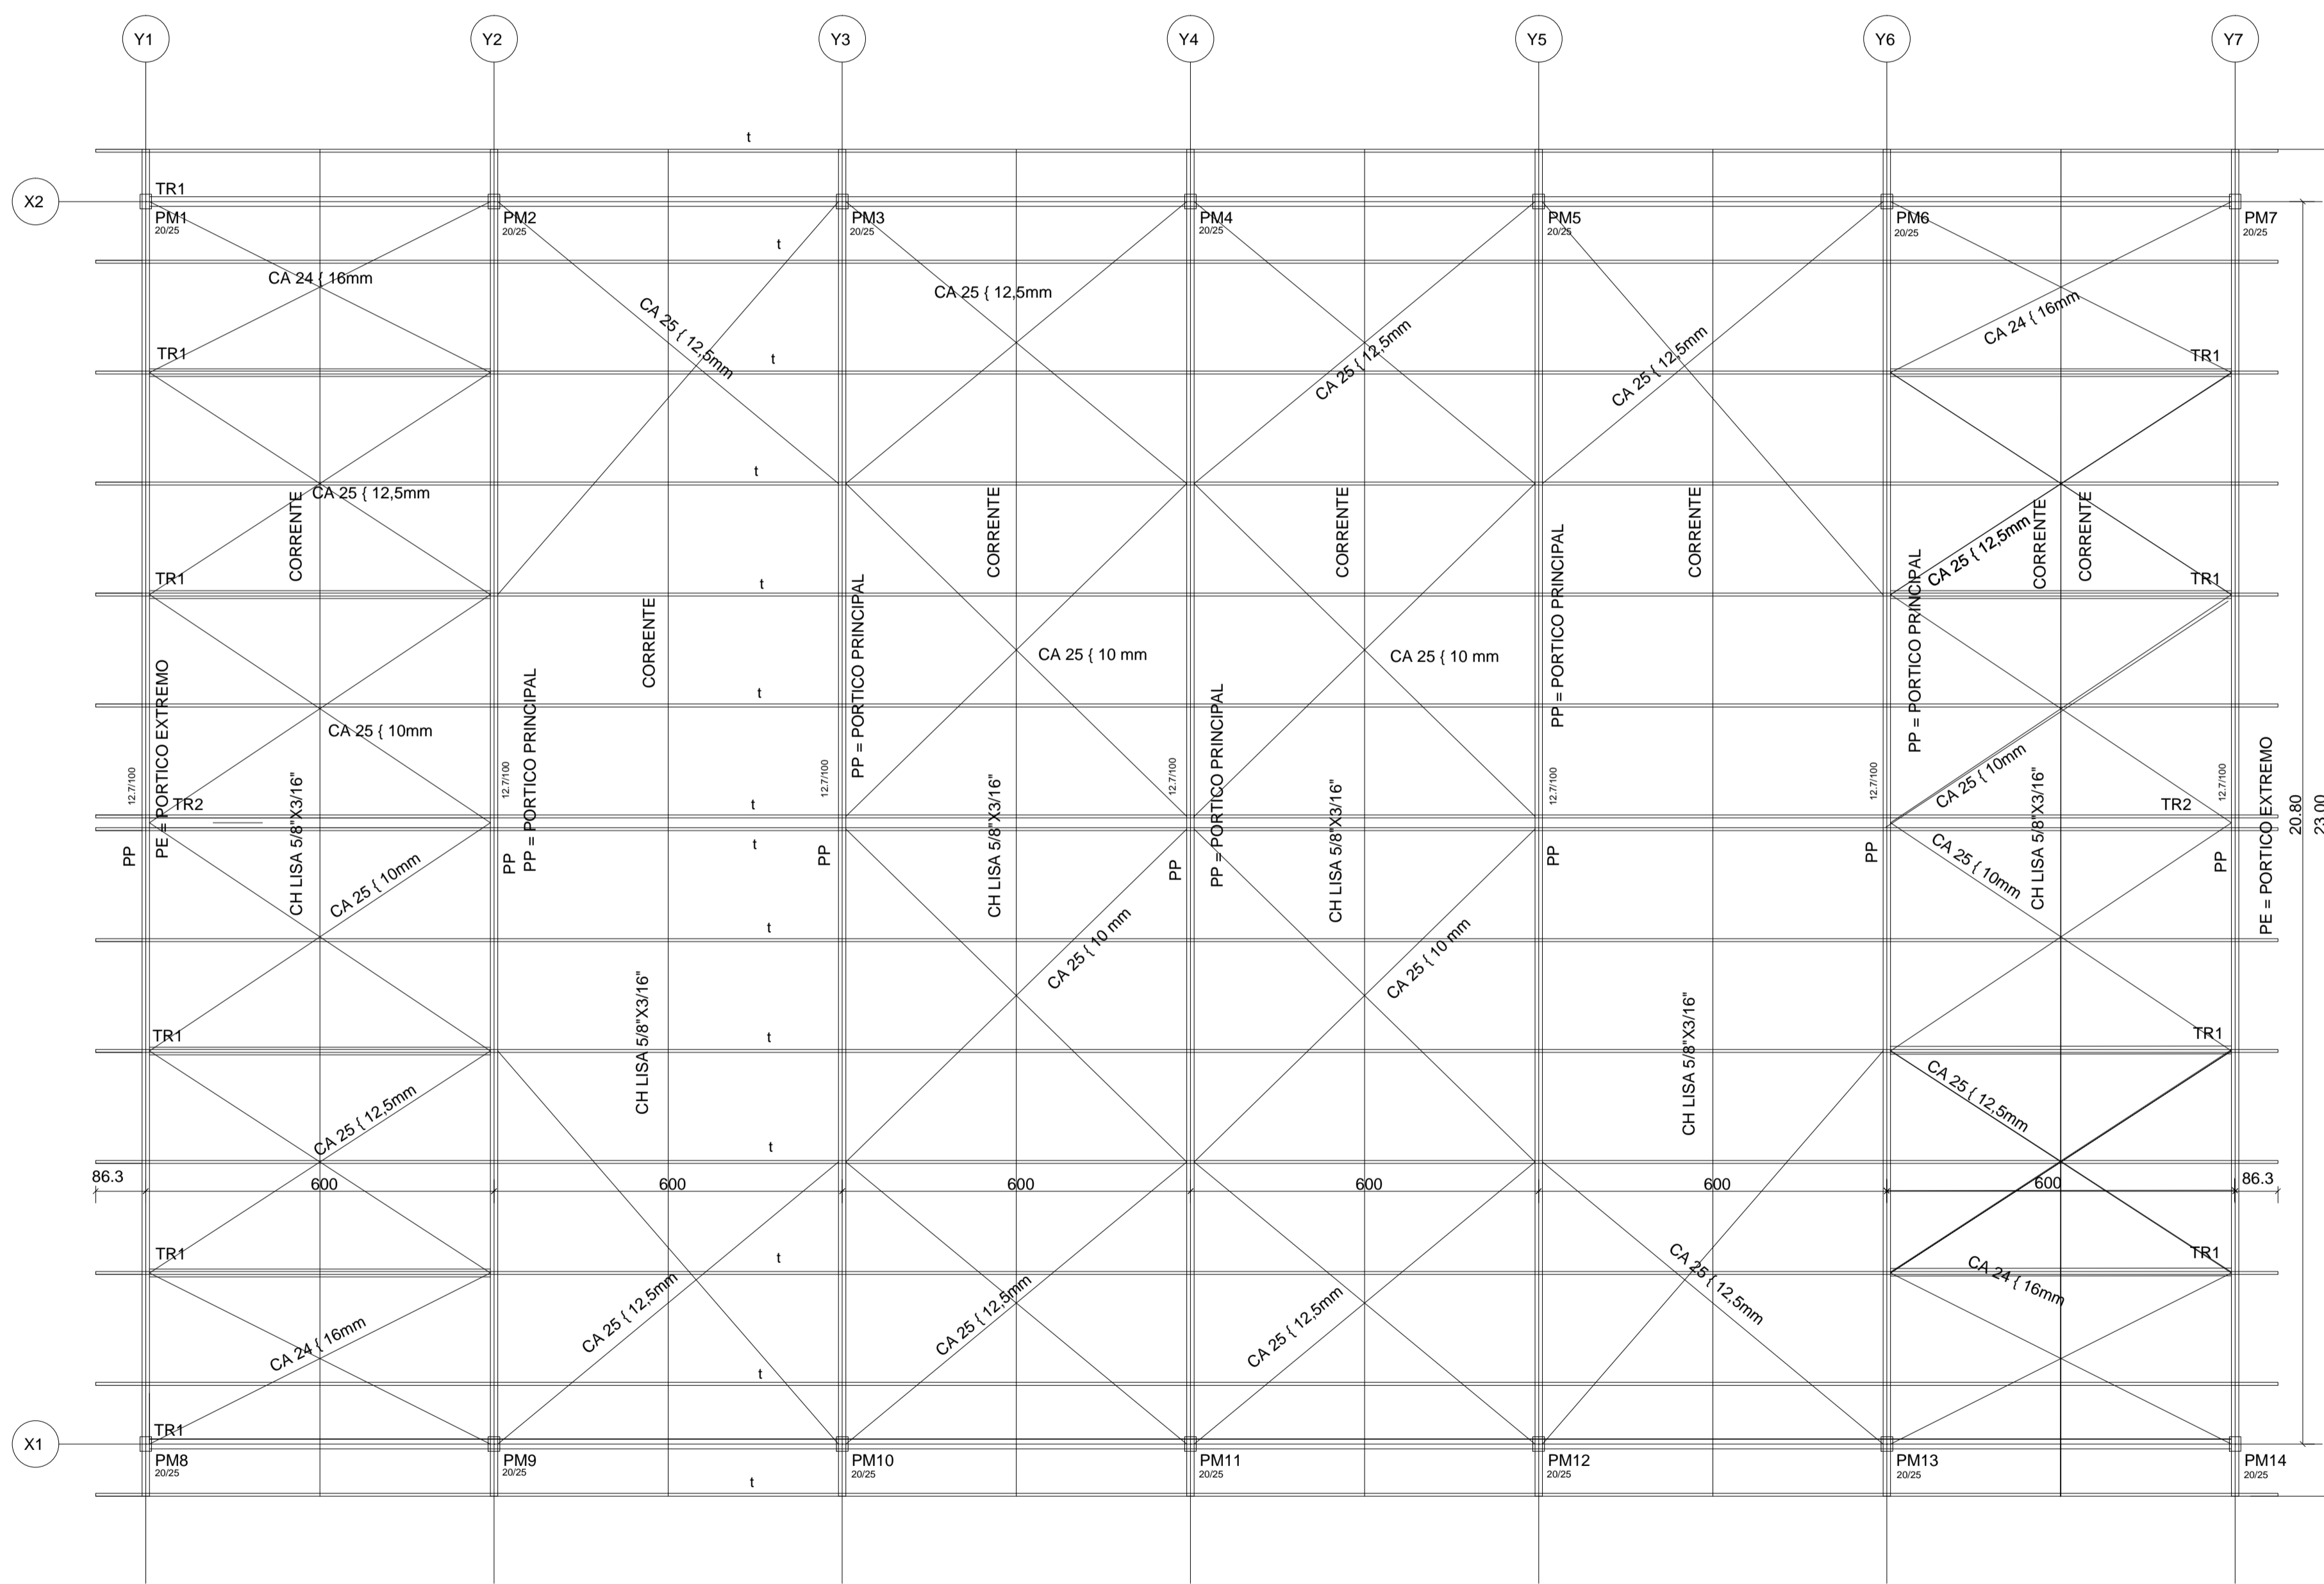 Y1
Y2
Y3
Y4
Y5
Y6
Y7
t
X2
TR1
PM1
20/25
PM2
20/25
PM3
20/25
PM4
20/25
PM5
20/25
PM6
20/25
PM7
20/25
t
CA 24 { 16mm
CA 25 { 12,5mm
CA 25 { 12,5mm
CA 25 { 12,5mm
CA 25 { 12,5mm
CA 24 { 16mm
TR1
t
TR1
t
CA 25 { 12,5mm
CORRENTE
CORRENTE
CORRENTE
CORRENTE
CORRENTE
CORRENTE
CA 25 { 12,5mm
TR1
t
TR1
CORRENTE
PP = PORTICO PRINCIPAL
PP = PORTICO PRINCIPAL
PP = PORTICO PRINCIPAL
CA 25 { 10 mm
CA 25 { 10 mm
t
CA 25 { 10mm
PE = PORTICO EXTREMO
PP = PORTICO PRINCIPAL
PP = PORTICO PRINCIPAL
12.7/100
12.7/100
12.7/100
12.7/100
12.7/100
12.7/100
12.7/100
CA 25 { 10mm
PE = PORTICO EXTREMO
TR2
t
TR2
20.80
23.00
CH LISA 5/8"X3/16"
CH LISA 5/8"X3/16"
CH LISA 5/8"X3/16"
CH LISA 5/8"X3/16"
t
PP
PP
PP
PP
PP
PP
PP
CA 25 { 10mm
CA 25 { 10mm
t
CA 25 { 10 mm
CA 25 { 10 mm
CH LISA 5/8"X3/16"
CH LISA 5/8"X3/16"
TR1
t
TR1
CA 25 { 12,5mm
CA 25 { 12,5mm
t
86.3
600
600
600
600
600
600
86.3
TR1
t
TR1
CA 24 { 16mm
CA 25 { 12,5mm
CA 25 { 12,5mm
CA 25 { 12,5mm
CA 25 { 12,5mm
CA 24 { 16mm
t
X1
TR1
PM8
20/25
PM9
20/25
PM10
20/25
PM11
20/25
PM12
20/25
PM13
20/25
PM14
20/25
t